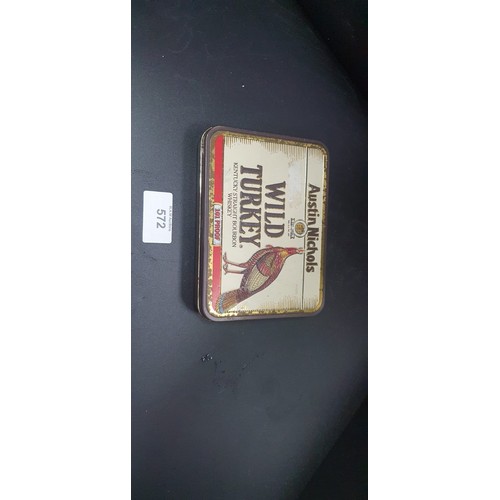 Austin Nichols
WILD
TURKEY®
KENTUCKY STRAIGHT BOURBON
WHISKEY
101 PROOF
572